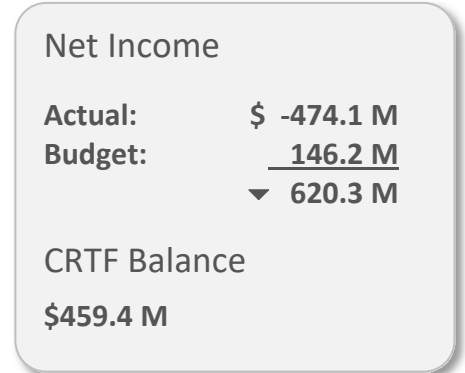 Net Income
Actual: $ -474.1 M
Budget: 146.2 M
620.3 M
CRTF Balance
$459.4 M